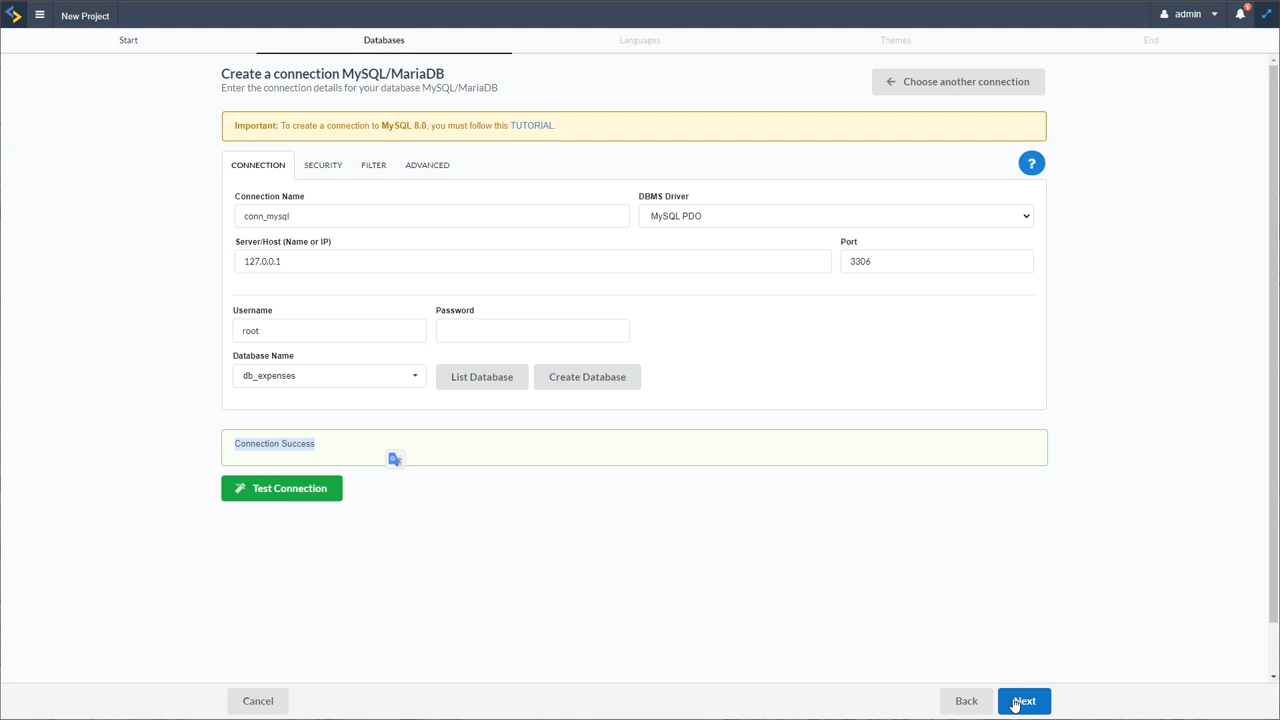 New Project
admin
1
Start
Databases
Languages
Themes
End
Create a connection MySQL/MariaDB
Enter the connection details for your database MySQL/MariaDB
Choose another connection
Important: To create a connection to MySQL 8.0, you must follow this TUTORIAL.
CONNECTION
SECURITY
FILTER
ADVANCED
?
Connection Name
DBMS Driver
conn_mysql
MySQL PDO
Server/Host (Name or IP)
Port
127.0.0.1
3306
Username
Password
root
Database Name
db_expenses
List Database
Create Database
Connection Success
Test Connection
Cancel
Back
Next